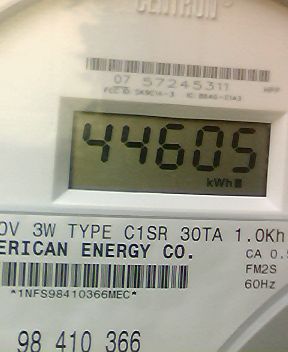 CENTRON®
07 57245311
44605
kWh
0V 3W TYPE C1SR 30TA 1.0Kh
ERICAN ENERGY CO.
CA 0.
FM2S
60Hz
*1NFS98410366MEC*
98 410 366